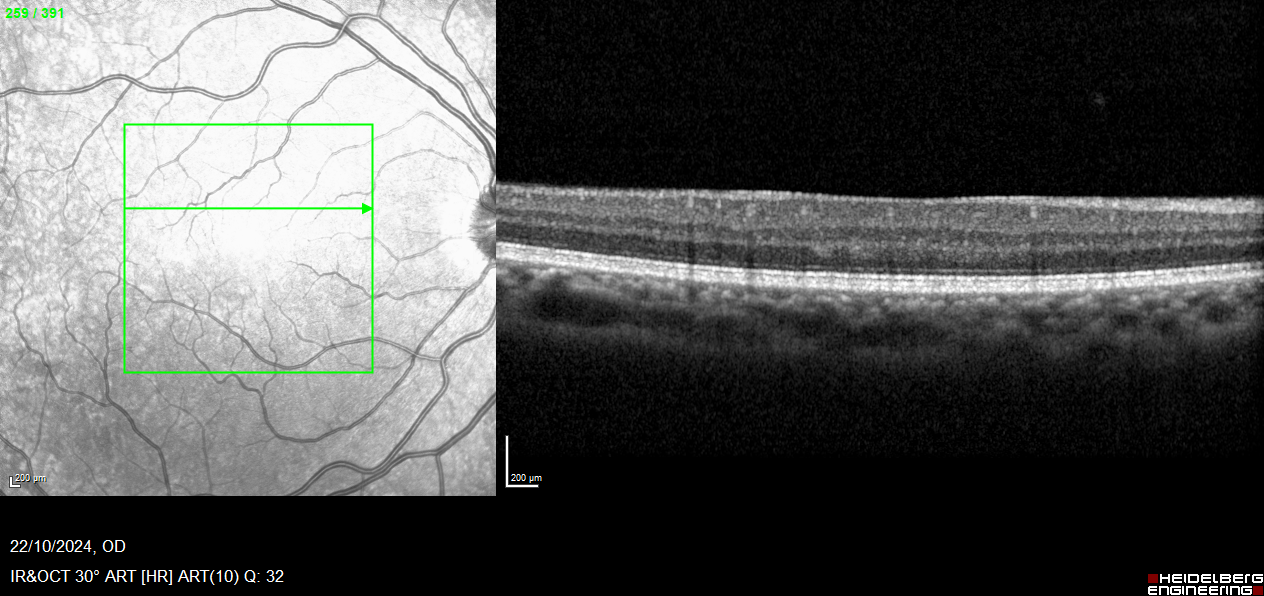 259 / 391
200 µm
200 µm
22/10/2024, OD
IR&OCT 30° ART [HR] ART(10) Q: 32
HEIDELBERG
ENGINEERING